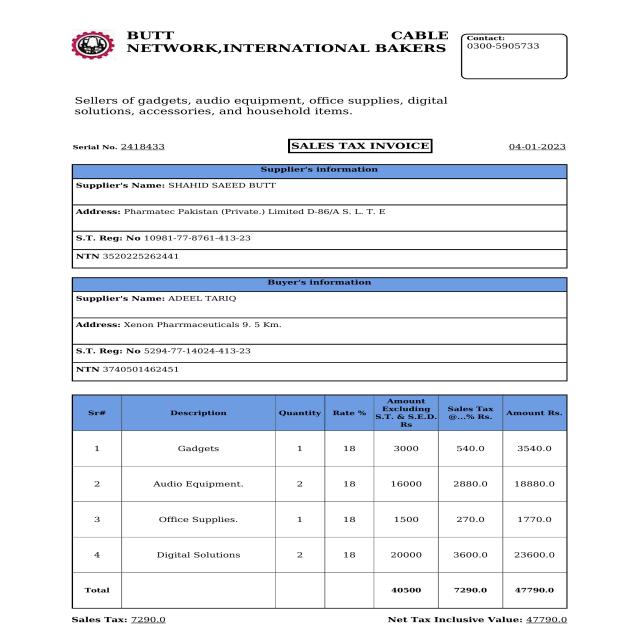 BUTT CABLE
NETWORK,INTERNATIONAL BAKERS
Contact:
0300-5905733
Sellers of gadgets, audio equipment, office supplies, digital
solutions, accessories, and household items.
Serial No. 2418433 SALES TAX INVOICE 04-01-2023
Supplier's information
Supplier's Name: SHAHID SAEED BUTT
Address: Pharmatec Pakistan (Private.) Limited D-86/A S. L. T. E
S.T. Reg: No 10981-77-8761-413-23
NTN 3520225262441
Buyer's information
Supplier's Name: ADEEL TARIQ
Address: Xenon Pharrmaceuticals 9. 5 Km.
S.T. Reg: No 5294-77-14024-413-23
NTN 3740501462451
Sr# Description Quantity Rate % Amount Excluding S.T. & S.E.D. Rs Sales Tax @...% Rs. Amount Rs.
1 Gadgets 1 18 3000 540.0 3540.0
2 Audio Equipment. 2 18 16000 2880.0 18880.0
3 Office Supplies. 1 18 1500 270.0 1770.0
4 Digital Solutions 2 18 20000 3600.0 23600.0
Total 40500 7290.0 47790.0
Sales Tax: 7290.0 Net Tax Inclusive Value: 47790.0